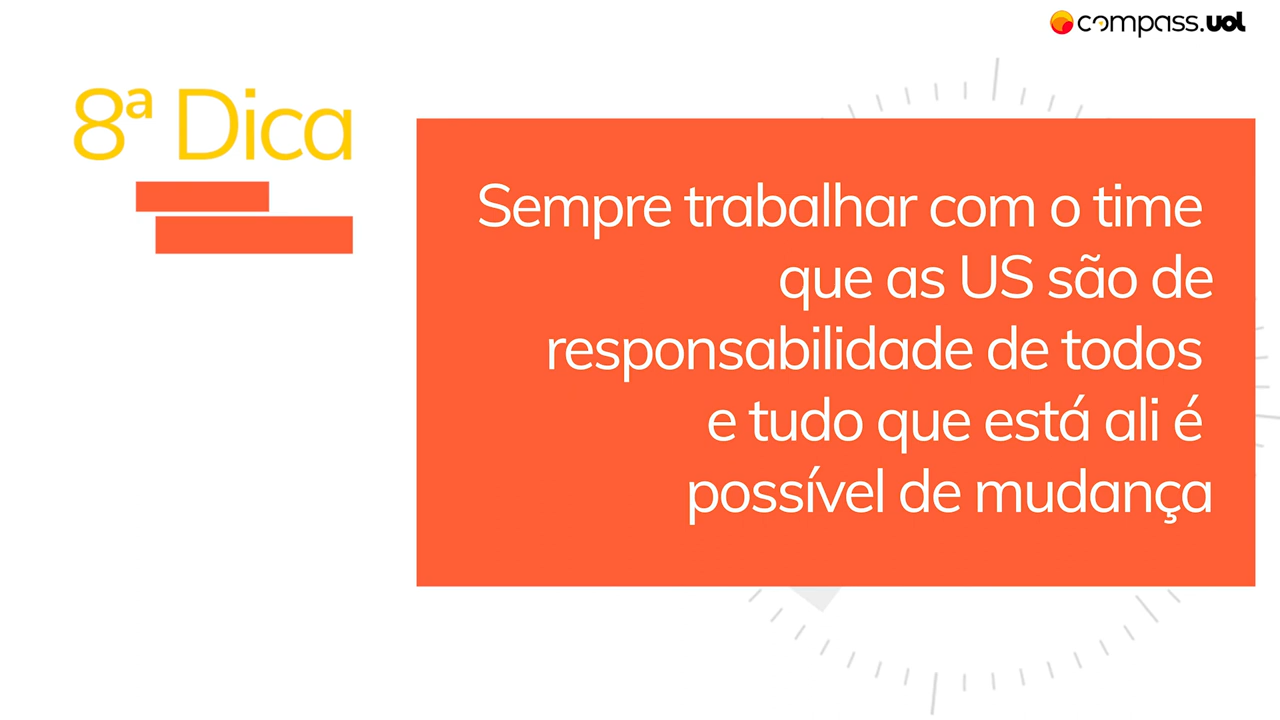 compass.uol
8ª Dica
Sempre trabalhar com o time
que as US são de
responsabilidade de todos
e tudo que está ali é
possível de mudança